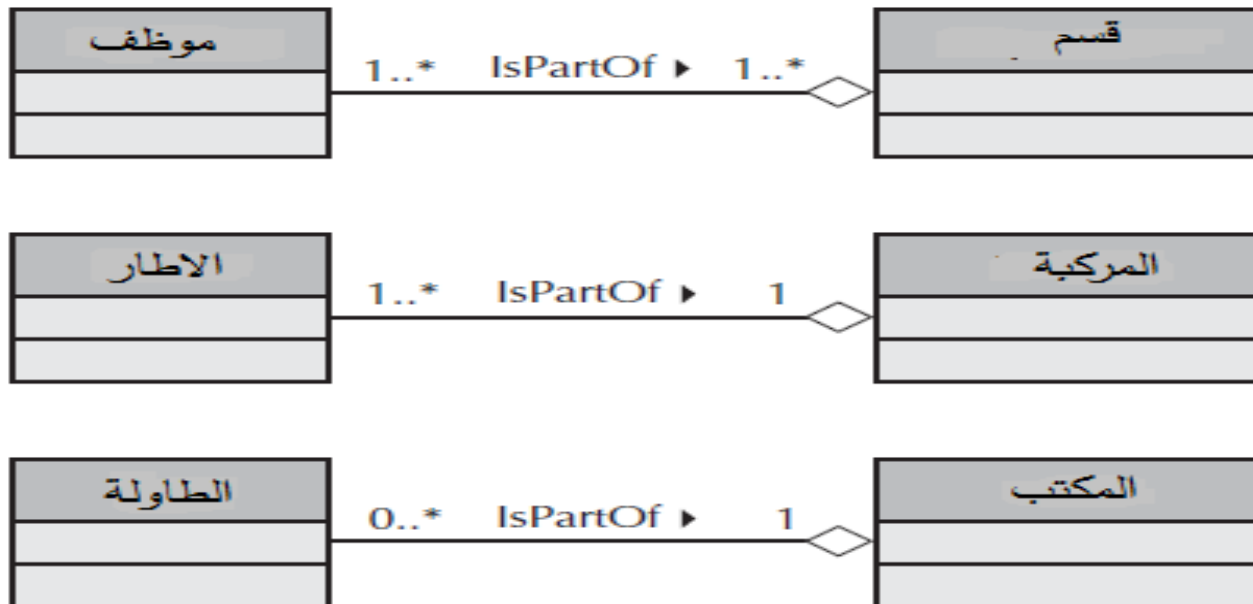 موظف
1..* IsPartOf ▸ 1..*
قسم
الاطار
1..* IsPartOf ▸ 1
المركبة
الطاولة
0..* IsPartOf ▸ 1
المكتب